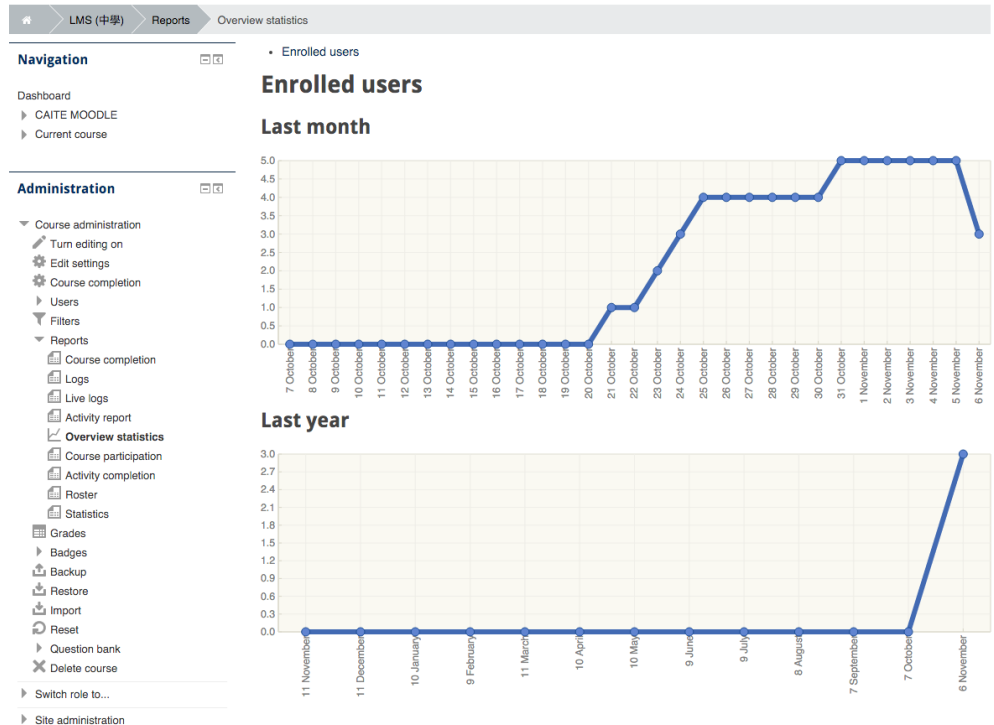 LMS (中學) Reports Overview statistics
Navigation
Dashboard
CAITE MOODLE
Current course
Administration
Course administration
Turn editing on
Edit settings
Course completion
Users
Filters
Reports
Course completion
Logs
Live logs
Activity report
Overview statistics
Course participation
Activity completion
Roster
Statistics
Grades
Badges
Backup
Restore
Import
Reset
Question bank
Delete course
Switch role to...
Site administration
Enrolled users
Enrolled users
Last month
5.0
4.5
4.0
3.5
3.0
2.5
2.0
1.5
1.0
0.5
0.0
7 October
8 October
9 October
10 October
11 October
12 October
13 October
14 October
15 October
16 October
17 October
18 October
19 October
20 October
21 October
22 October
23 October
24 October
25 October
26 October
27 October
28 October
29 October
30 October
31 October
1 November
2 November
3 November
4 November
5 November
6 November
Last year
3.0
2.7
2.4
2.1
1.8
1.5
1.2
0.9
0.6
0.3
0.0
11 November
11 December
10 January
9 February
11 March
10 April
10 May
9 June
9 July
8 August
7 September
7 October
6 November